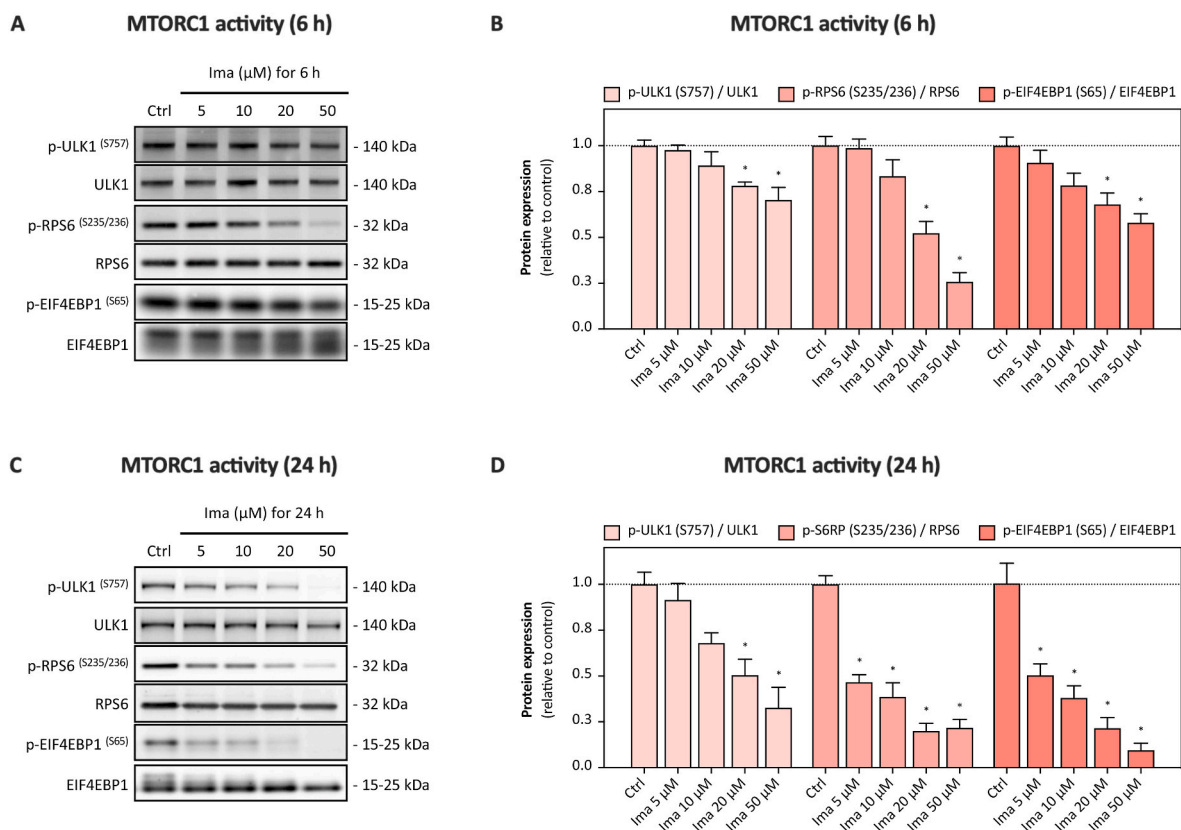 A
MTORC1 activity (6 h)
Ima (µM) for 6 h
Ctrl 5 10 20 50
p-ULK1 (S757) - 140 kDa
ULK1 - 140 kDa
p-RPS6 (S235/236) - 32 kDa
RPS6 - 32 kDa
p-EIF4EBP1 (S65) - 15-25 kDa
EIF4EBP1 - 15-25 kDa
B
MTORC1 activity (6 h)
p-ULK1 (S757) / ULK1 p-RPS6 (S235/236) / RPS6 p-EIF4EBP1 (S65) / EIF4EBP1
Protein expression
(relative to control)
1.0
0.8
0.5
0.3
0.0
* * * * * *
Ctrl Ima 5 µM Ima 10 µM Ima 20 µM Ima 50 µM Ctrl Ima 5 µM Ima 10 µM Ima 20 µM Ima 50 µM Ctrl Ima 5 µM Ima 10 µM Ima 20 µM Ima 50 µM
C
MTORC1 activity (24 h)
Ima (µM) for 24 h
Ctrl 5 10 20 50
p-ULK1 (S757) - 140 kDa
ULK1 - 140 kDa
p-RPS6 (S235/236) - 32 kDa
RPS6 - 32 kDa
p-EIF4EBP1 (S65) - 15-25 kDa
EIF4EBP1 - 15-25 kDa
D
MTORC1 activity (24 h)
p-ULK1 (S757) / ULK1 p-S6RP (S235/236) / RPS6 p-EIF4EBP1 (S65) / EIF4EBP1
Protein expression
(relative to control)
1.0
0.8
0.5
0.3
0.0
* * * * * * * * * *
Ctrl Ima 5 µM Ima 10 µM Ima 20 µM Ima 50 µM Ctrl Ima 5 µM Ima 10 µM Ima 20 µM Ima 50 µM Ctrl Ima 5 µM Ima 10 µM Ima 20 µM Ima 50 µM